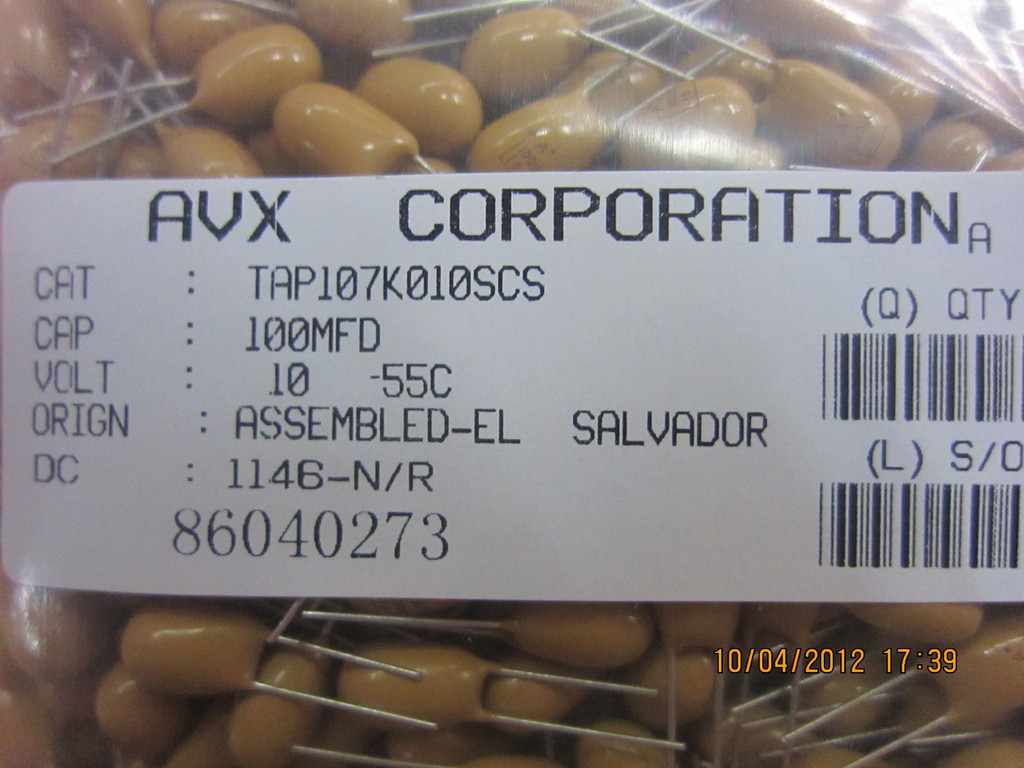 AVX CORPORATION A
CAT : TAP107K010SCS
(Q) QTY
CAP : 100MFD
VOLT : 10 -55C
ORIGN : ASSEMBLED-EL SALVADOR
(L) S/O
DC : 1146-N/R
86040273
10/04/2012 17:39